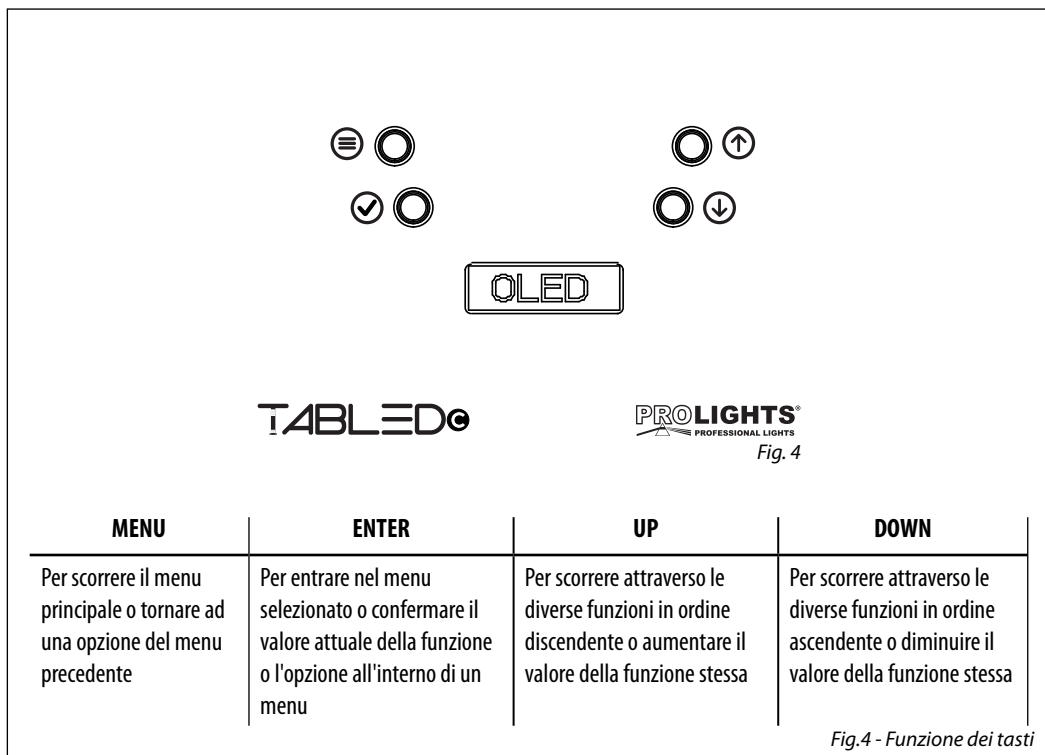 OLED
TABLED C
PROLIGHTS®
PROFESSIONAL LIGHTS
Fig. 4
MENU
ENTER
UP
DOWN
Per scorrere il menu
principale o tornare ad
una opzione del menu
precedente
Per entrare nel menu
selezionato o confermare il
valore attuale della funzione
o l'opzione all'interno di un
menu
Per scorrere attraverso le
diverse funzioni in ordine
discendente o aumentare il
valore della funzione stessa
Per scorrere attraverso le
diverse funzioni in ordine
ascendente o diminuire il
valore della funzione stessa
Fig.4 - Funzione dei tasti